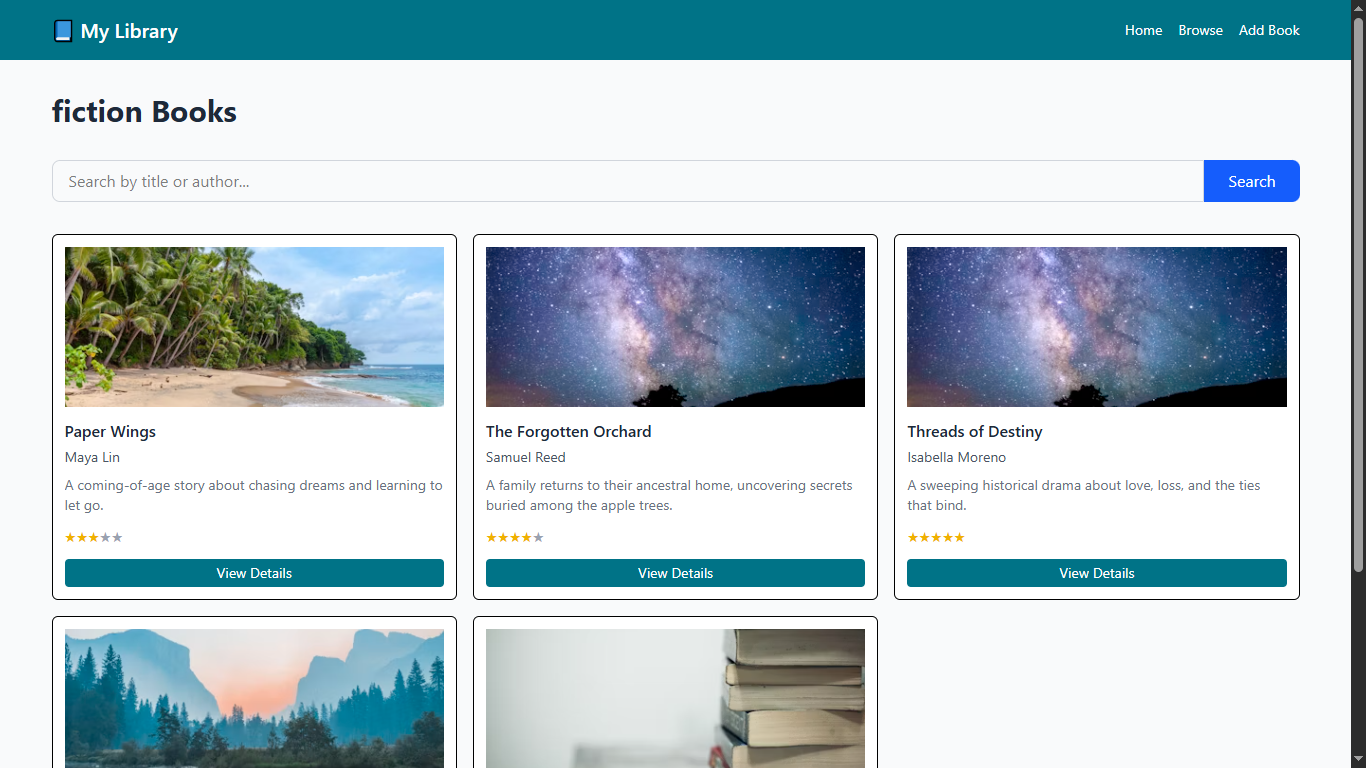 My Library
Home Browse Add Book
fiction Books
Search by title or author...
Search
Paper Wings
Maya Lin
A coming-of-age story about chasing dreams and learning to
let go.
★★★★★
View Details
The Forgotten Orchard
Samuel Reed
A family returns to their ancestral home, uncovering secrets
buried among the apple trees.
★★★★★
View Details
Threads of Destiny
Isabella Moreno
A sweeping historical drama about love, loss, and the ties
that bind.
★★★★★
View Details